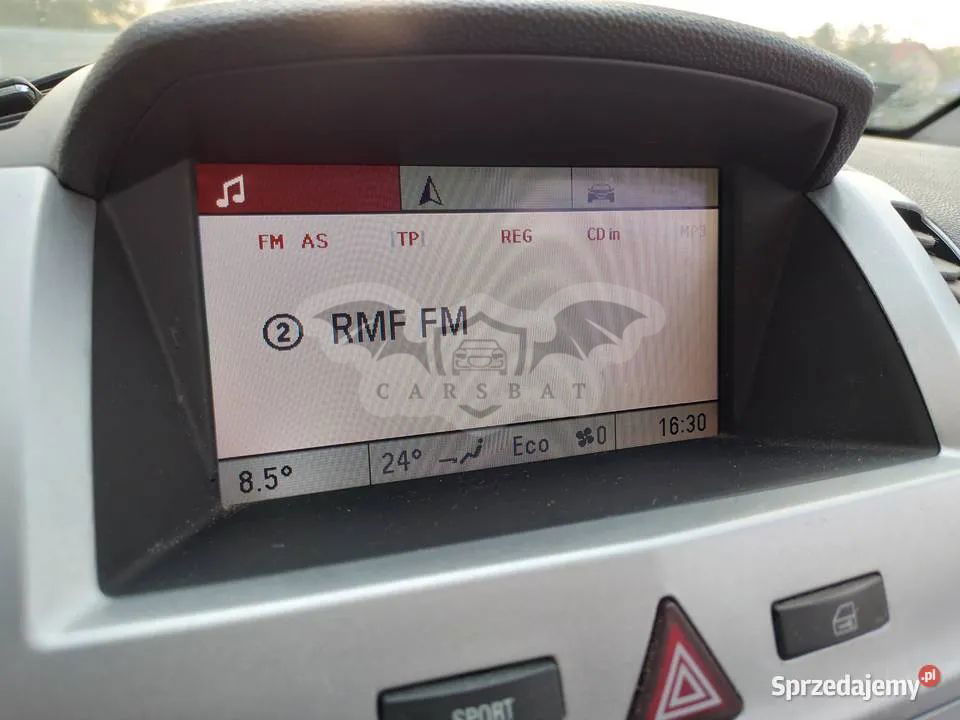 FM AS [TP] REG CD in MP3
2 RMF FM
CARSBAT
8.5° 24° Eco 0 16:30
SPORT
Sprzedajemy.pl